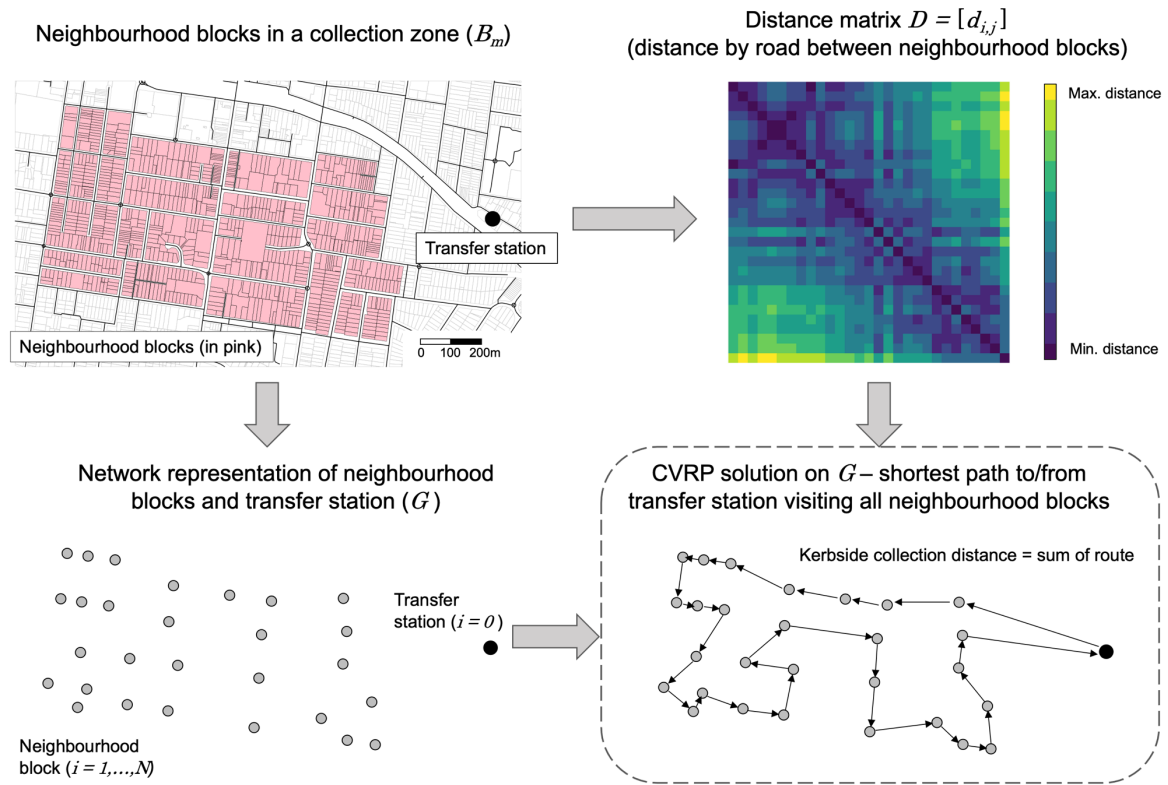 Neighbourhood blocks in a collection zone (Bₘ)
Transfer station
Neighbourhood blocks (in pink)
0 100 200m
Distance matrix D = [dᵢ,ⱼ]
(distance by road between neighbourhood blocks)
Max. distance
Min. distance
Network representation of neighbourhood
blocks and transfer station (G)
Transfer
station (i = 0)
Neighbourhood
block (i = 1,...,N)
CVRP solution on G – shortest path to/from
transfer station visiting all neighbourhood blocks
Kerbside collection distance = sum of route